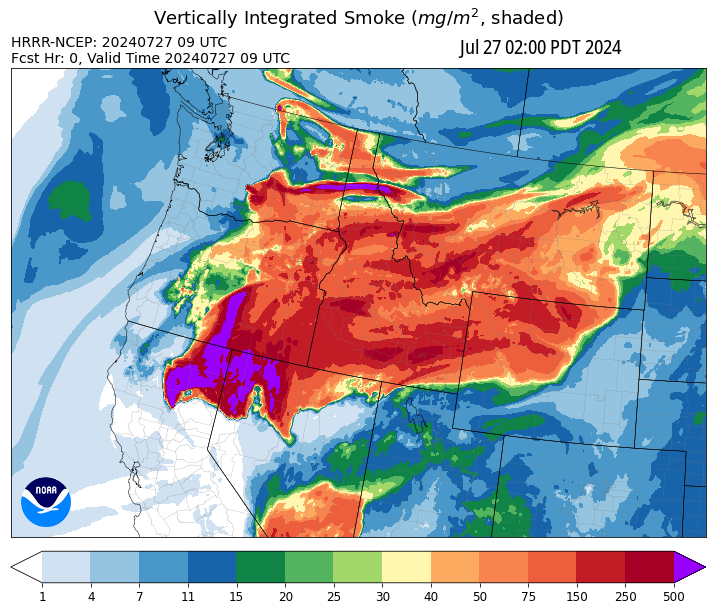 Vertically Integrated Smoke (mg/m², shaded)
HRRR-NCEP: 20240727 09 UTC
Jul 27 02:00 PDT 2024
Fcst Hr: 0, Valid Time 20240727 09 UTC
NOAA
1 4 7 11 15 20 25 30 40 50 75 150 250 500